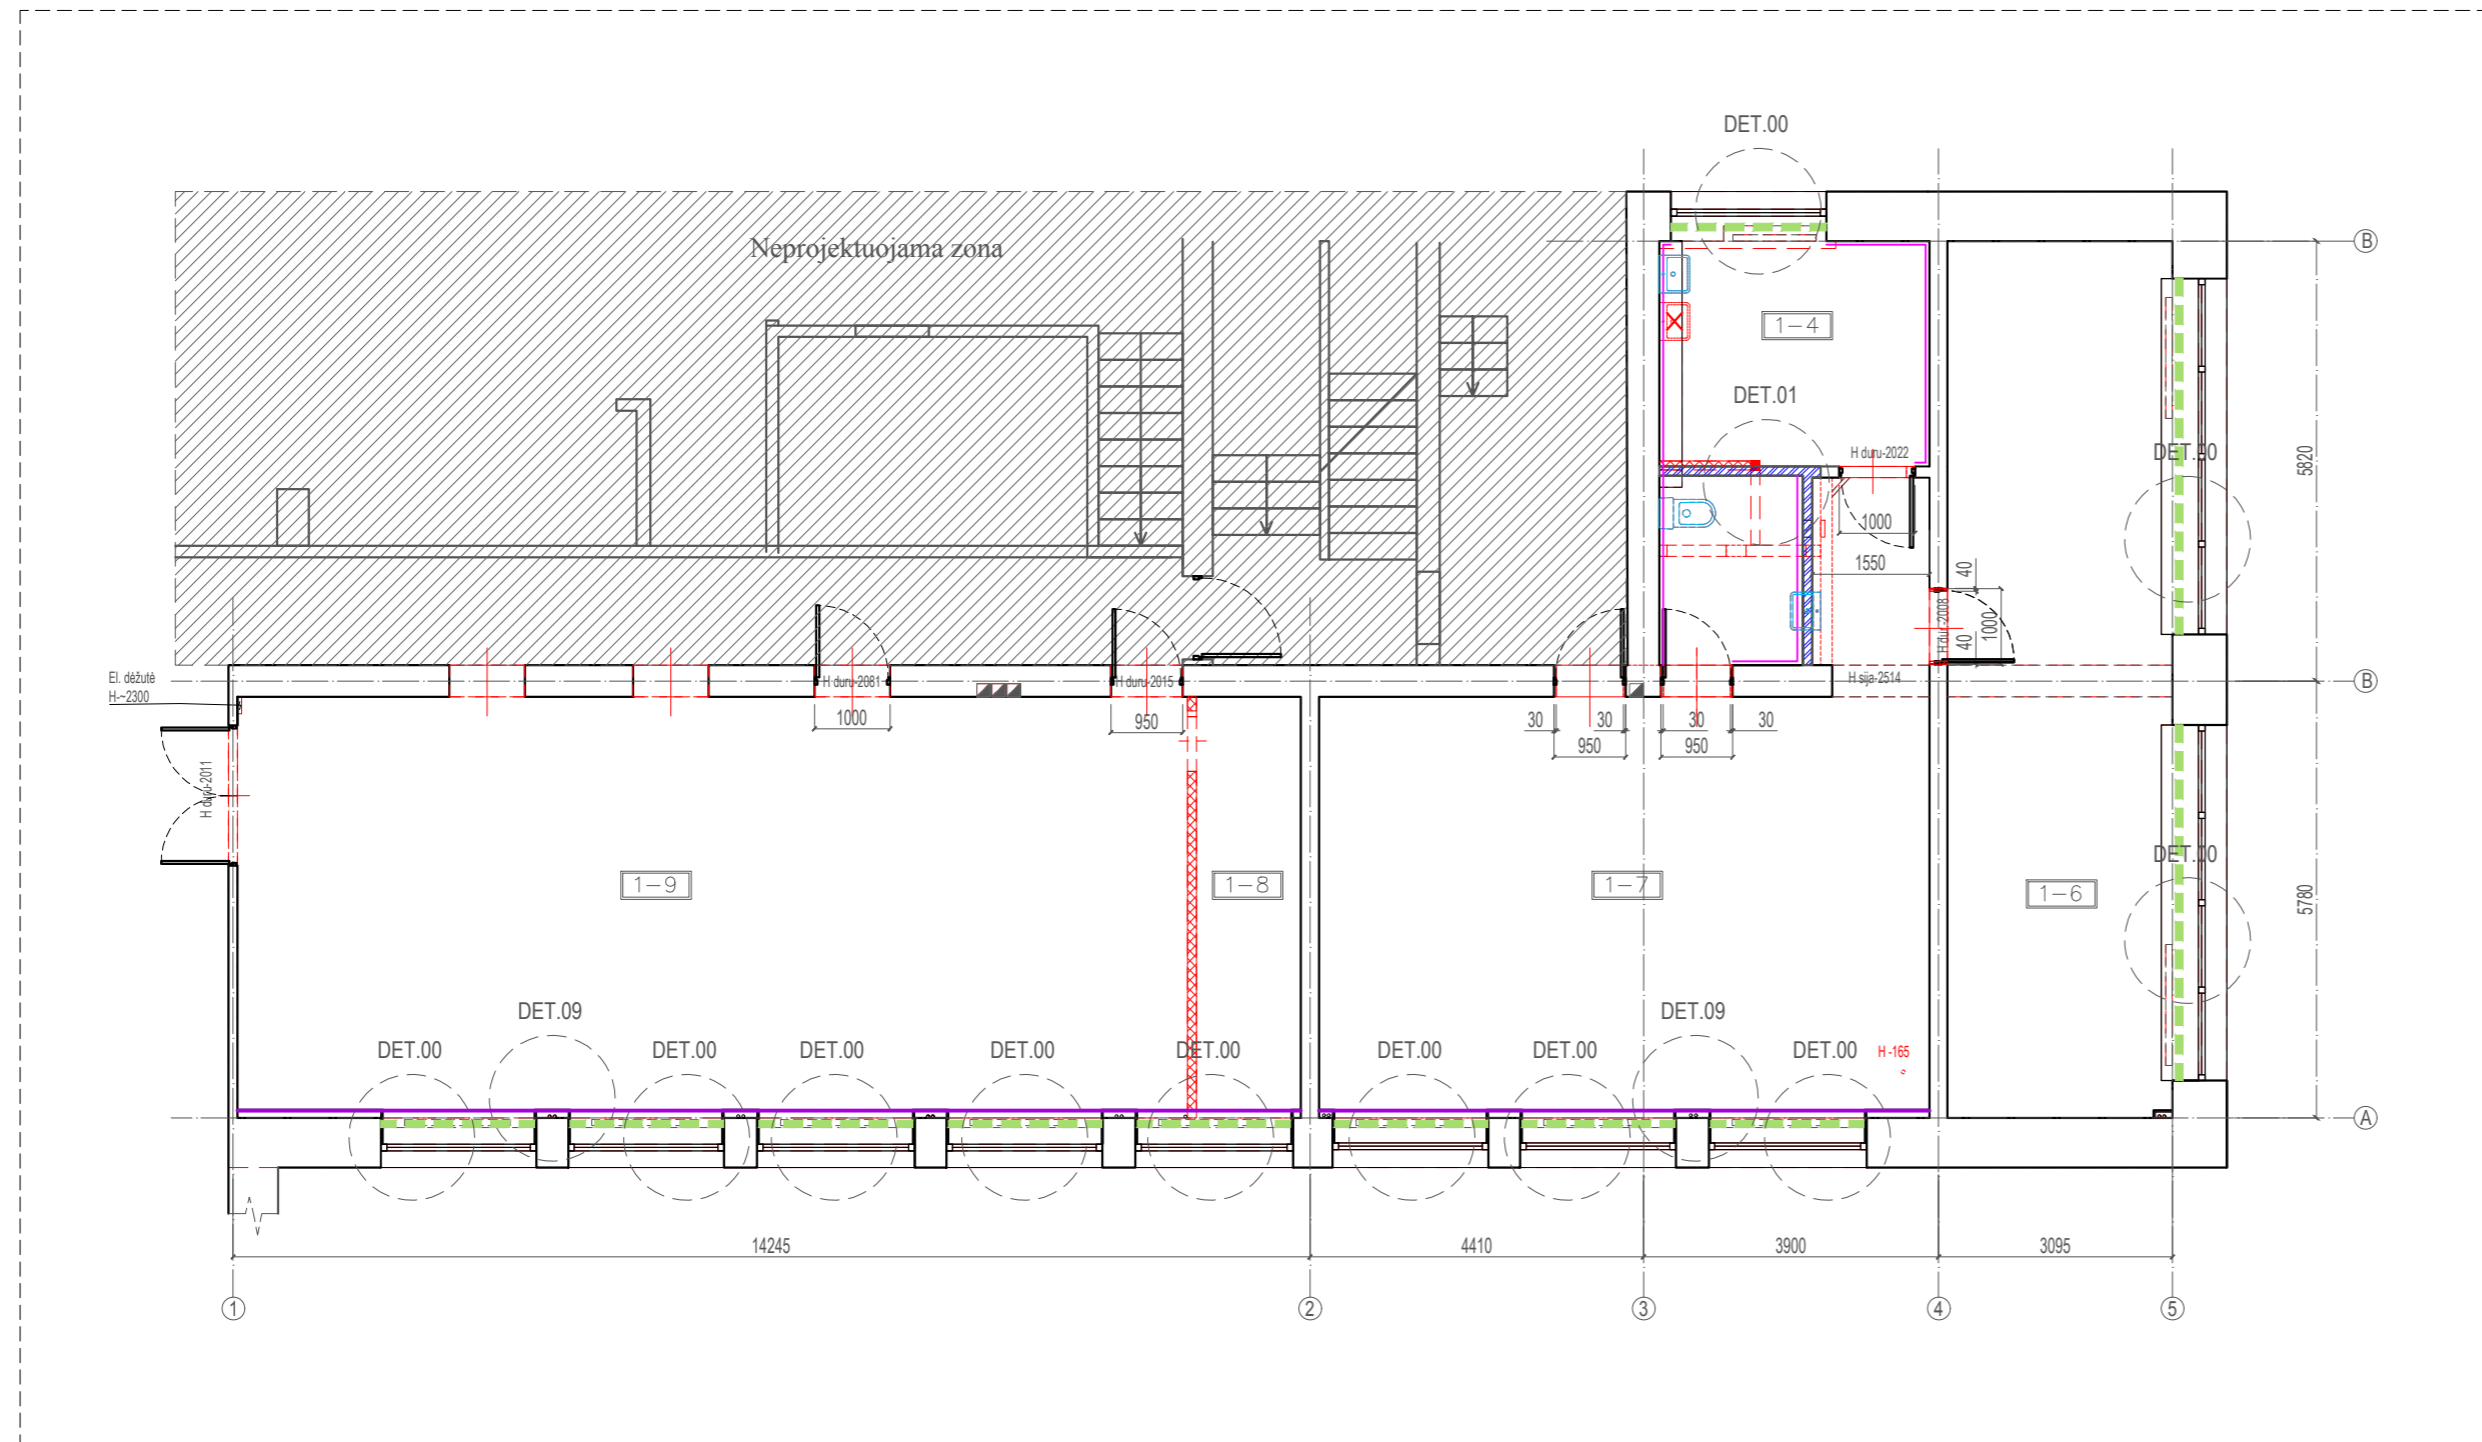 DET.00
Neprojektuojama zona
B
1-4
DET.01
H duru-2022
DET.00
5820
1000
1550
40
H dur.-2008
1000
40
El. dėžutė
H-~2300
H duru-2081
H duru-2015
H sija-2514
B
1000
950
30
30
30
30
950
950
H duru-2011
1-9
1-8
1-7
1-6
DET.00
5780
DET.09
DET.09
DET.00
DET.00
DET.00
DET.00
DET.00
DET.00
DET.00
DET.00
H -165
A
14245
4410
3900
3095
1
2
3
4
5